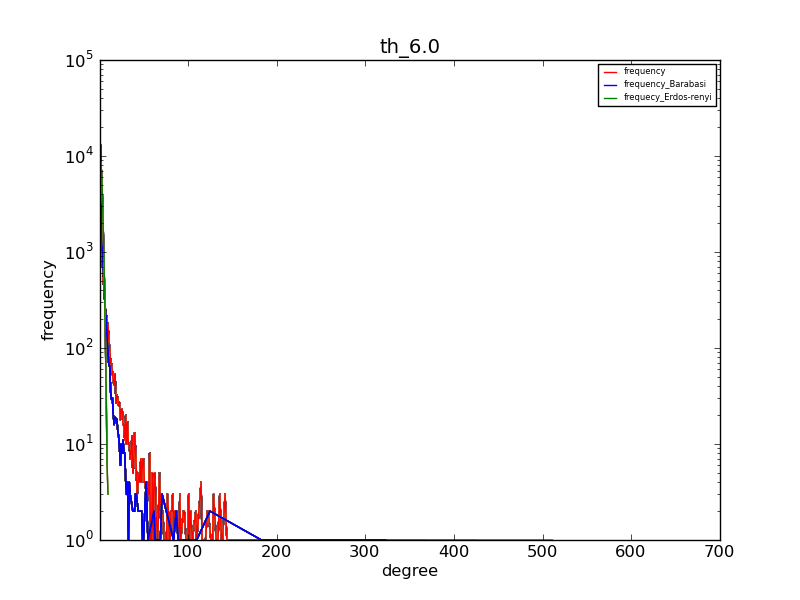 th_6.0
10^5
frequency
frequency_Barabasi
frequecy_Erdos-renyi
10^4
10^3
10^2
10^1
10^0
frequency
100
200
300
400
500
600
700
degree